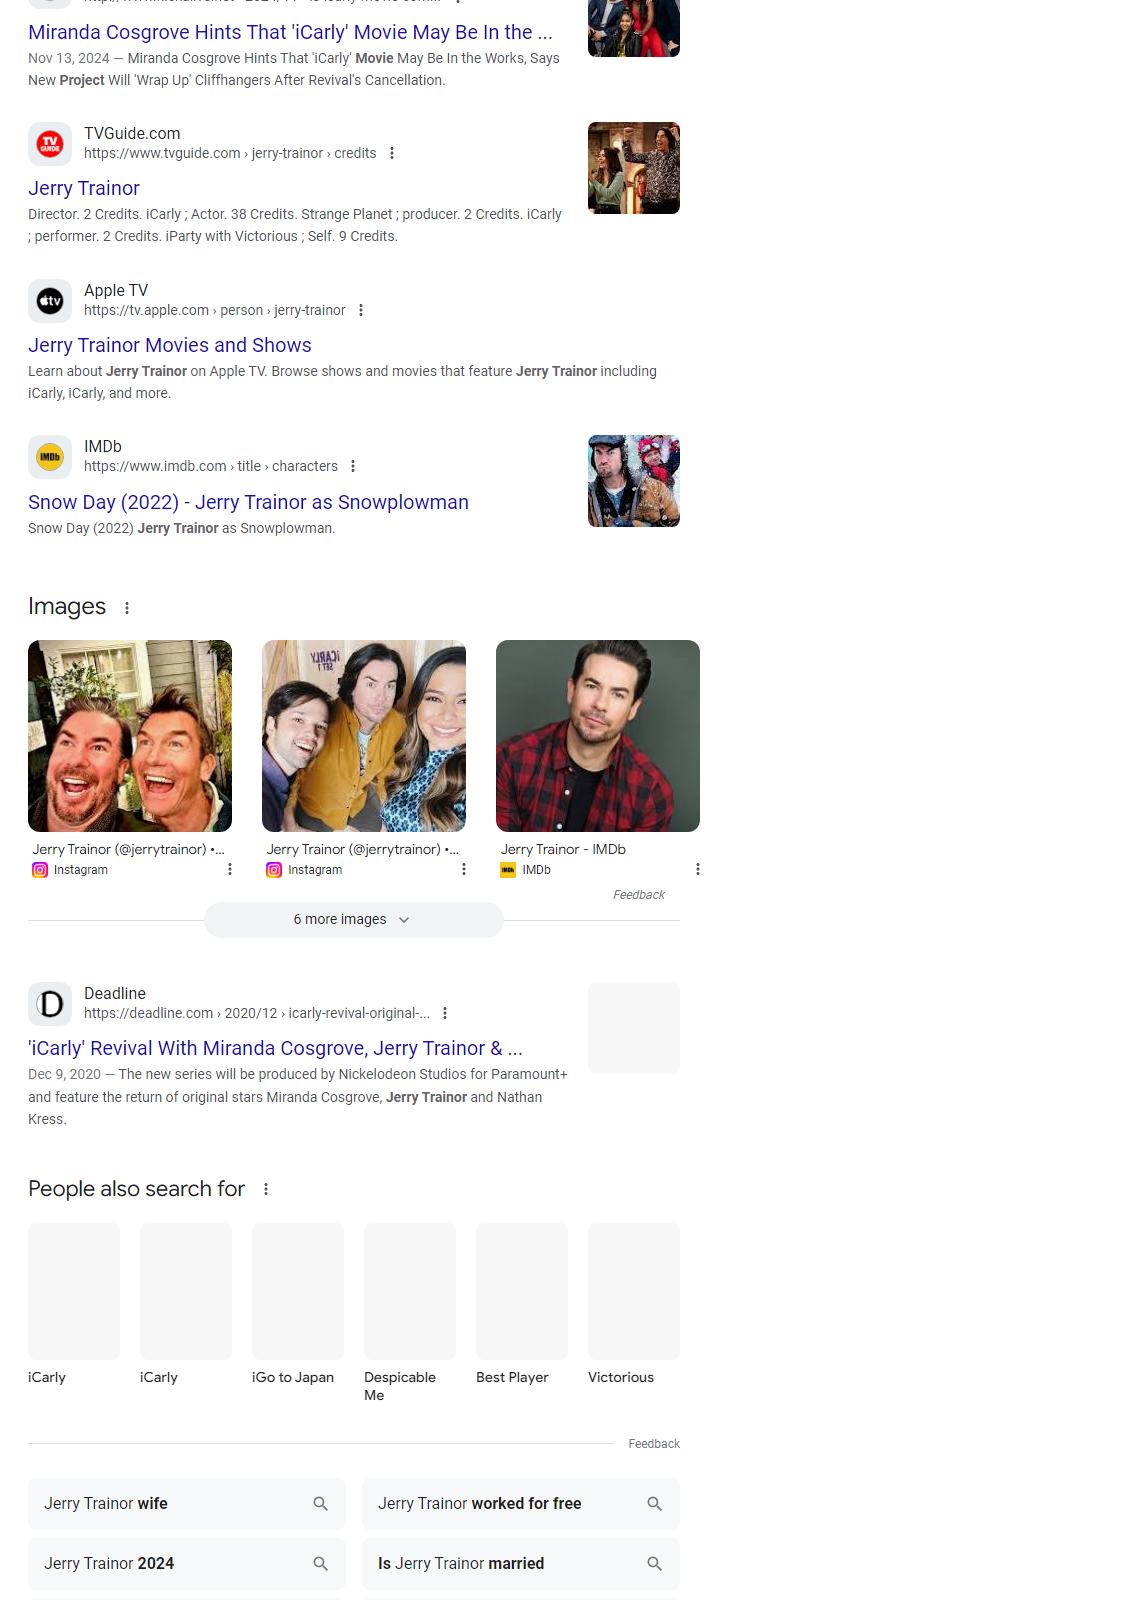 Miranda Cosgrove Hints That 'iCarly' Movie May Be In the ...
Nov 13, 2024 — Miranda Cosgrove Hints That 'iCarly' Movie May Be In the Works, Says
New Project Will 'Wrap Up' Cliffhangers After Revival's Cancellation.
TV GUIDE
TVGuide.com
https://www.tvguide.com › jerry-trainor › credits
Jerry Trainor
Director. 2 Credits. iCarly ; Actor. 38 Credits. Strange Planet ; producer. 2 Credits. iCarly
; performer. 2 Credits. iParty with Victorious ; Self. 9 Credits.
tv
Apple TV
https://tv.apple.com › person › jerry-trainor
Jerry Trainor Movies and Shows
Learn about Jerry Trainor on Apple TV. Browse shows and movies that feature Jerry Trainor including
iCarly, iCarly, and more.
IMDb
IMDb
https://www.imdb.com › title › characters
Snow Day (2022) - Jerry Trainor as Snowplowman
Snow Day (2022) Jerry Trainor as Snowplowman.
Images
iCARLY
SET 1
Jerry Trainor (@jerrytrainor) •...
Instagram
Jerry Trainor (@jerrytrainor) •...
Instagram
Jerry Trainor - IMDb
IMDb
IMDb
Feedback
6 more images
D
Deadline
https://deadline.com › 2020/12 › icarly-revival-original-...
'iCarly' Revival With Miranda Cosgrove, Jerry Trainor & ...
Dec 9, 2020 — The new series will be produced by Nickelodeon Studios for Paramount+
and feature the return of original stars Miranda Cosgrove, Jerry Trainor and Nathan
Kress.
People also search for
iCarly
iCarly
iGo to Japan
Despicable
Me
Best Player
Victorious
Feedback
Jerry Trainor wife
Jerry Trainor worked for free
Jerry Trainor 2024
Is Jerry Trainor married